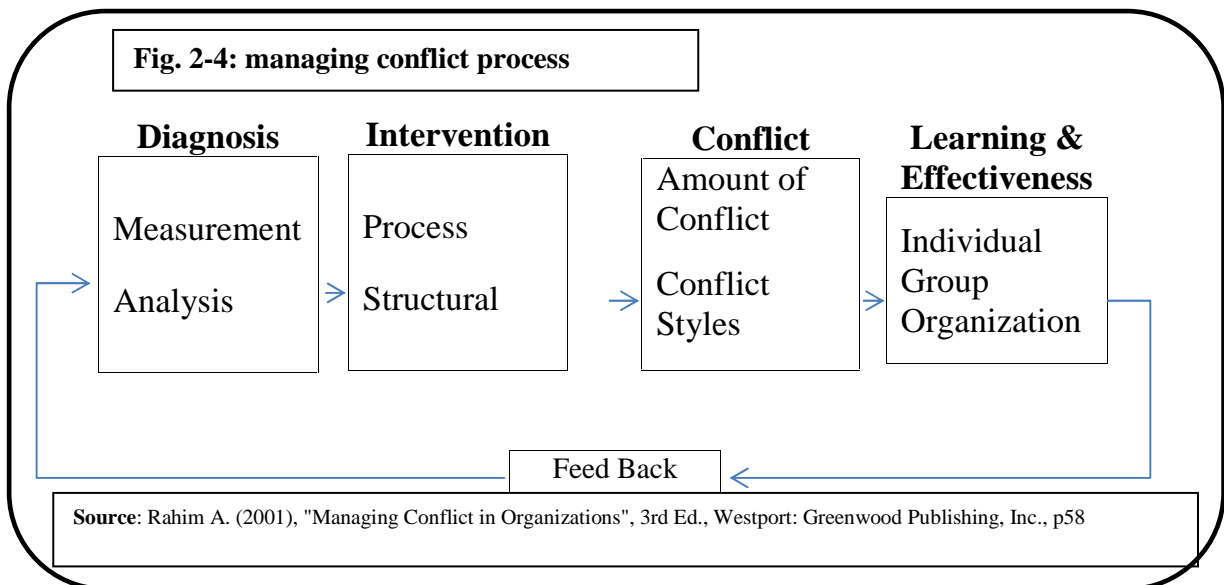 Fig. 2-4: managing conflict process
Diagnosis
Measurement
Analysis
Intervention
Process
Structural
Conflict
Amount of
Conflict
Conflict
Styles
Learning &
Effectiveness
Individual
Group
Organization
Feed Back
Source: Rahim A. (2001), "Managing Conflict in Organizations", 3rd Ed., Westport: Greenwood Publishing, Inc., p58